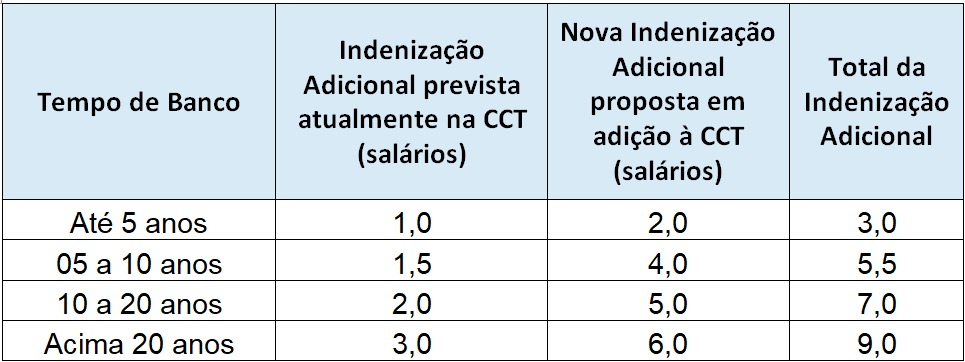 Tempo de Banco
Indenização
Adicional prevista
atualmente na CCT
(salários)
Nova Indenização
Adicional
proposta em
adição à CCT
(salários)
Total da
Indenização
Adicional
Até 5 anos 1,0 2,0 3,0
05 a 10 anos 1,5 4,0 5,5
10 a 20 anos 2,0 5,0 7,0
Acima 20 anos 3,0 6,0 9,0